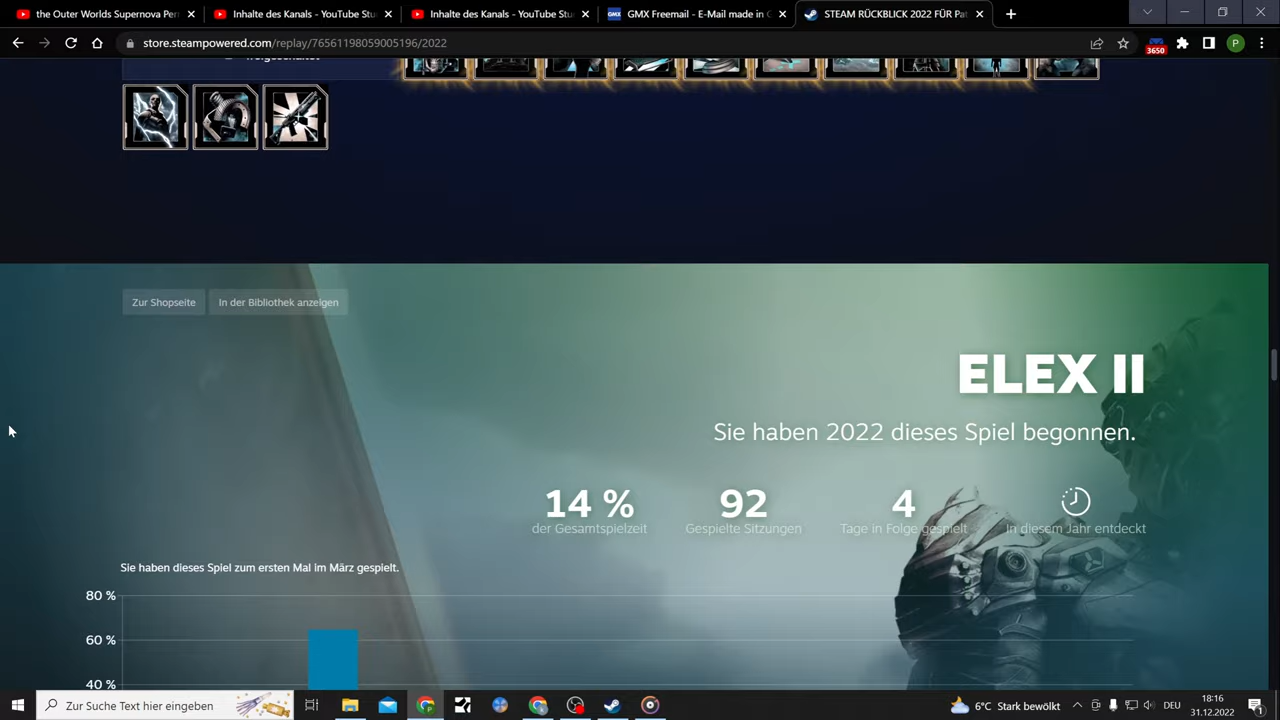 the Outer Worlds Supernova Per
Inhalte des Kanals - YouTube Stu
Inhalte des Kanals - YouTube Stu
GMX Freemail - E-Mail made in G
STEAM RÜCKBLICK 2022 FÜR Pat
store.steampowered.com/replay/76561198059005196/2022
3650
P
Zur Shopseite
In der Bibliothek anzeigen
ELEX II
Sie haben 2022 dieses Spiel begonnen.
14 %
92
4
der Gesamtspielzeit
Gespielte Sitzungen
Tage in Folge gespielt
In diesem Jahr entdeckt
Sie haben dieses Spiel zum ersten Mal im März gespielt.
80 %
60 %
40 %
Zur Suche Text hier eingeben
6°C Stark bewölkt
DEU
18:16
31.12.2022
1